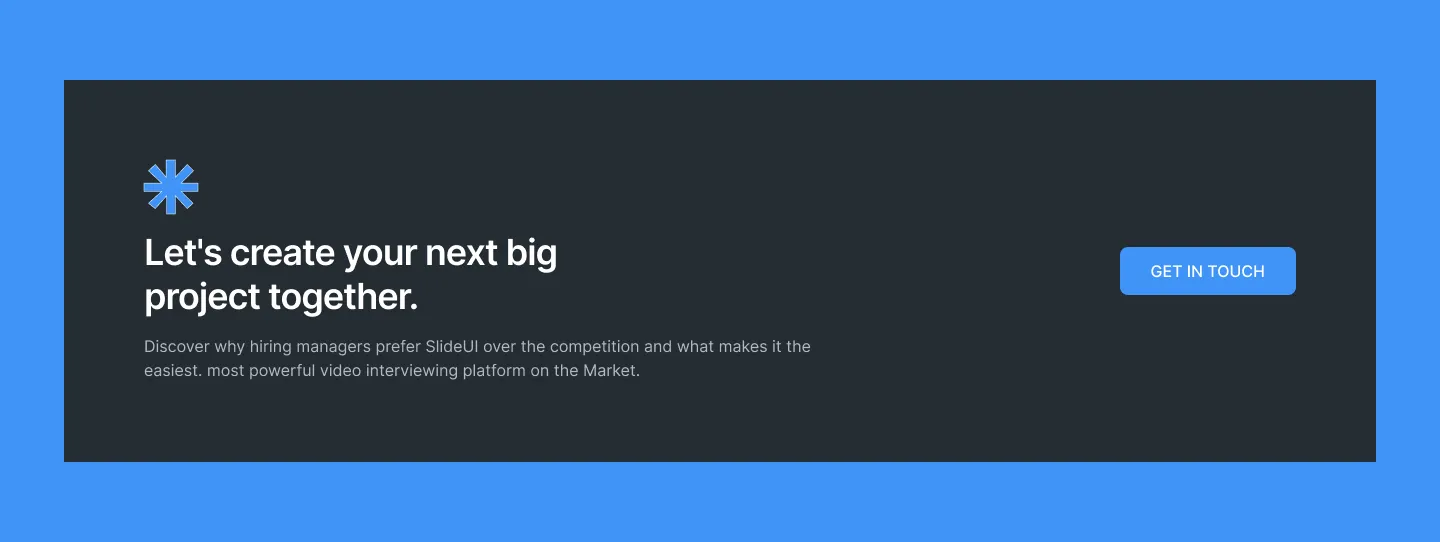 Let's create your next big
project together.
Discover why hiring managers prefer SlideUI over the competition and what makes it the
easiest. most powerful video interviewing platform on the Market.
GET IN TOUCH